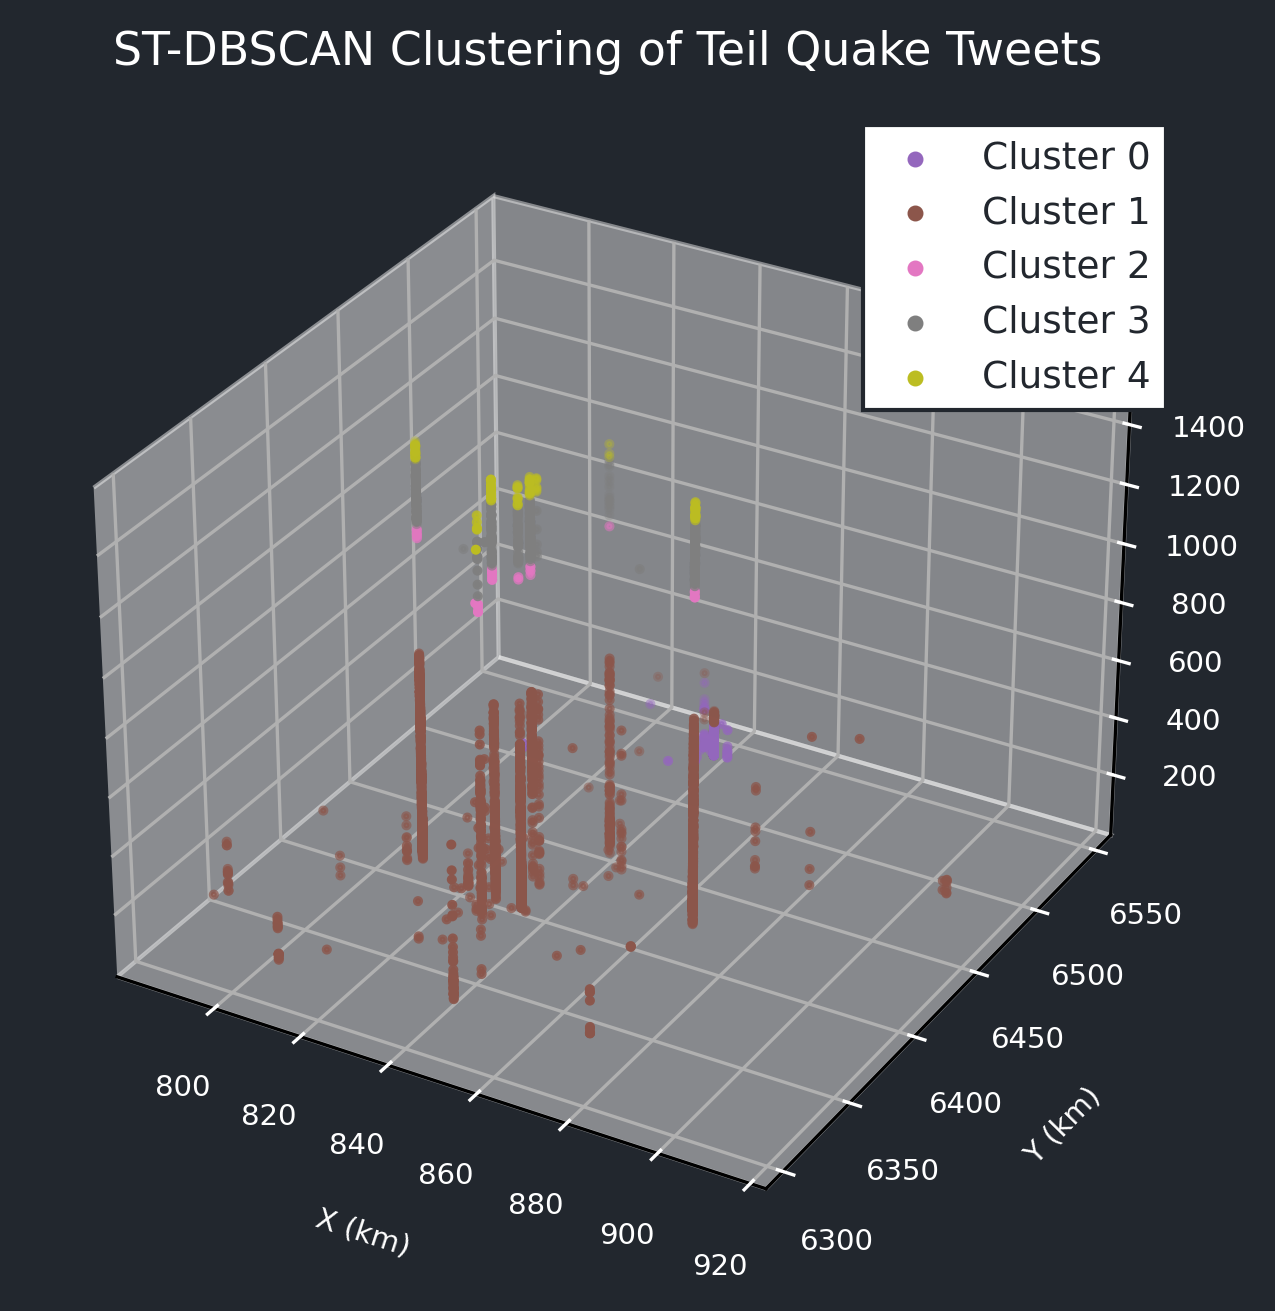 ST-DBSCAN Clustering of Teil Quake Tweets
Cluster 0
Cluster 1
Cluster 2
Cluster 3
Cluster 4
1400
1200
1000
800
600
400
200
6550
6500
6450
6400
6350
6300
Y (km)
800
820
840
860
880
900
920
X (km)